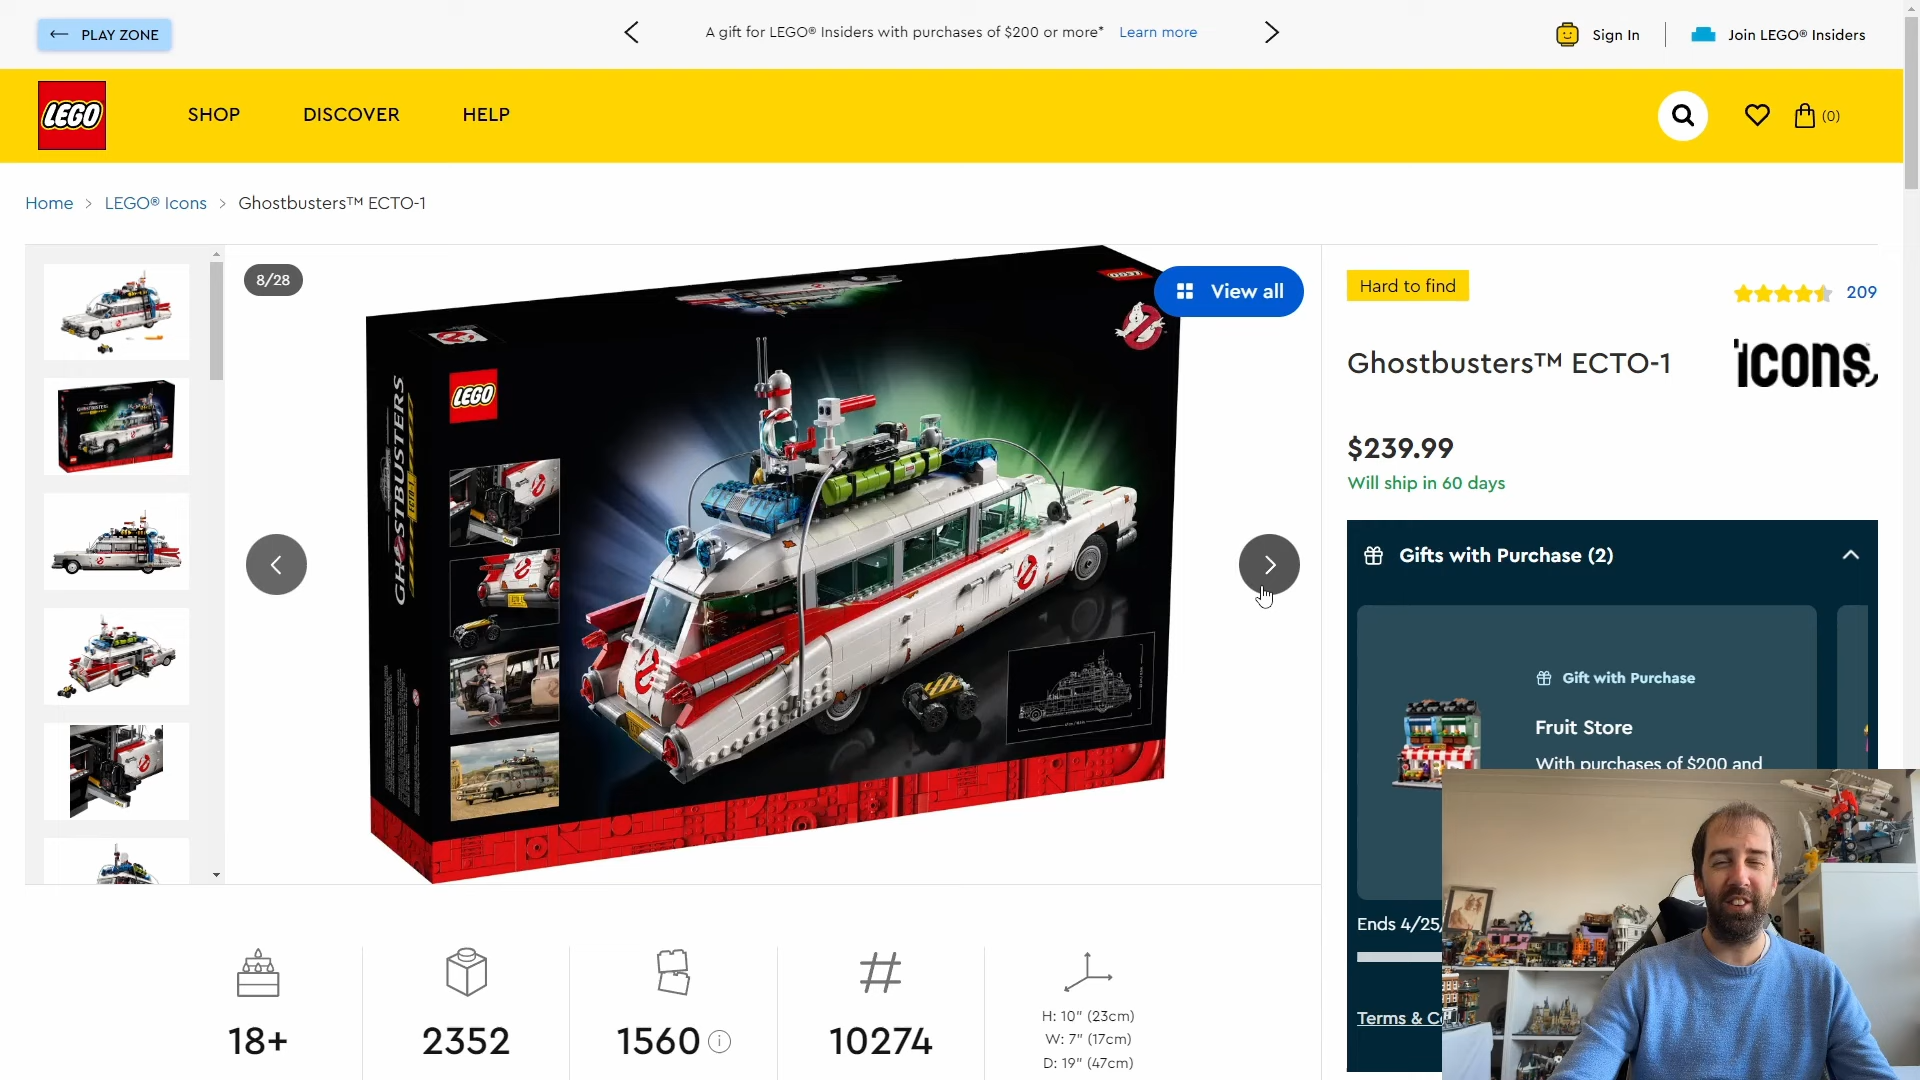 PLAY ZONE
A gift for LEGO® Insiders with purchases of $200 or more* Learn more
Sign In
Join LEGO® Insiders
LEGO
SHOP
DISCOVER
HELP
(0)
Home > LEGO® Icons > Ghostbusters™ ECTO-1
8/28
View all
LEGO
LEGO
GHOSTBUSTERS
ECTO-1
Hard to find
209
Ghostbusters™ ECTO-1
icons
$239.99
Will ship in 60 days
Gifts with Purchase (2)
Gift with Purchase
Fruit Store
With purchases of $200 and
Ends 4/25/
Terms & C
18+
2352
1560
10274
H: 10" (23cm)
W: 7" (17cm)
D: 19" (47cm)